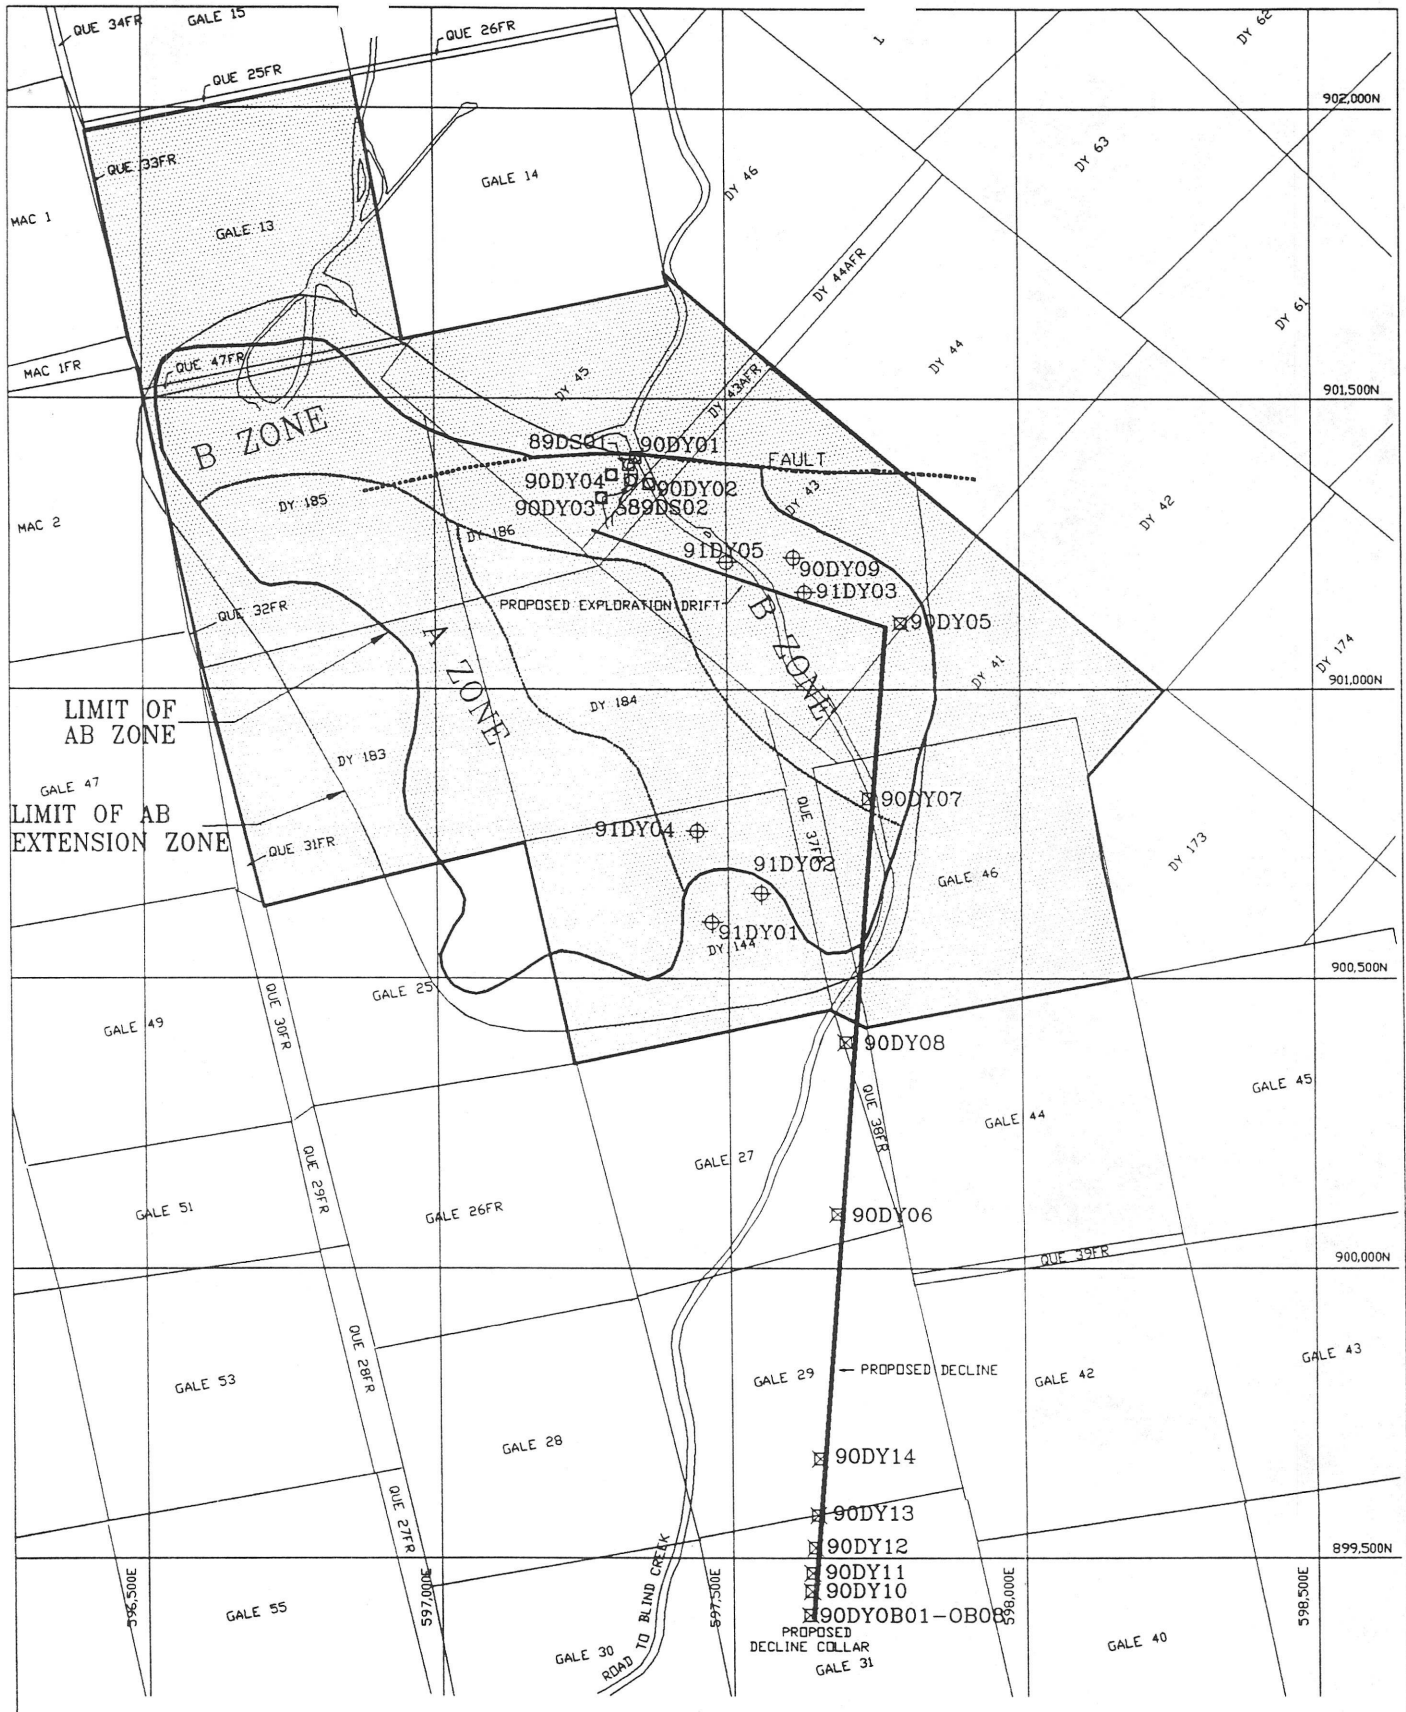 QUE 34FR
GALE 15
QUE 26FR
DY 62
QUE 25FR
902,000N
DY 63
QUE 33FR
GALE 14
DY 46
MAC 1
GALE 13
DY 44AFR
DY 61
MAC 1FR
QUE 47FR
DY 45
DY 43AFR
DY 44
901,500N
B ZONE
89DS01
90DY01
FAULT
90DY04
90DY02
90DY03
89DS02
DY 43
DY 42
MAC 2
DY 185
DY 186
91DY05
90DY09
91DY03
PROPOSED EXPLORATION DRIFT
QUE 32FR
B ZONE
90DY05
A ZONE
DY 41
DY 174
901,000N
LIMIT OF
AB ZONE
DY 184
DY 183
GALE 47
LIMIT OF AB
EXTENSION ZONE
90DY07
QUE 37FR
91DY04
QUE 31FR
91DY02
GALE 46
DY 173
91DY01
DY 144
900,500N
GALE 25
GALE 49
QUE 30FR
90DY08
GALE 45
GALE 44
QUE 38FR
GALE 27
QUE 29FR
GALE 51
GALE 26FR
90DY06
QUE 39FR
900,000N
QUE 28FR
GALE 53
GALE 29
PROPOSED DECLINE
GALE 42
GALE 43
GALE 28
90DY14
QUE 27FR
90DY13
90DY12
899,500N
90DY11
90DY10
90DYOB01-OB08
596,500E
597,000E
597,500E
598,000E
598,500E
ROAD TO BLIND CREEK
PROPOSED
DECLINE COLLAR
GALE 55
GALE 30
GALE 31
GALE 40